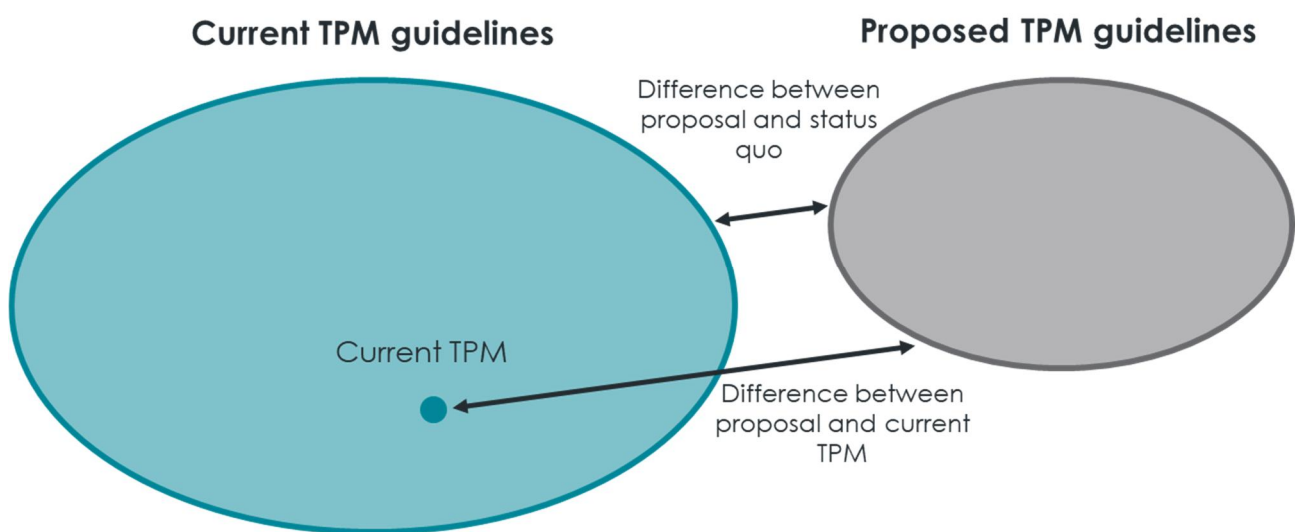 Current TPM guidelines
Proposed TPM guidelines
Difference between
proposal and status
quo
Current TPM
Difference between
proposal and current
TPM